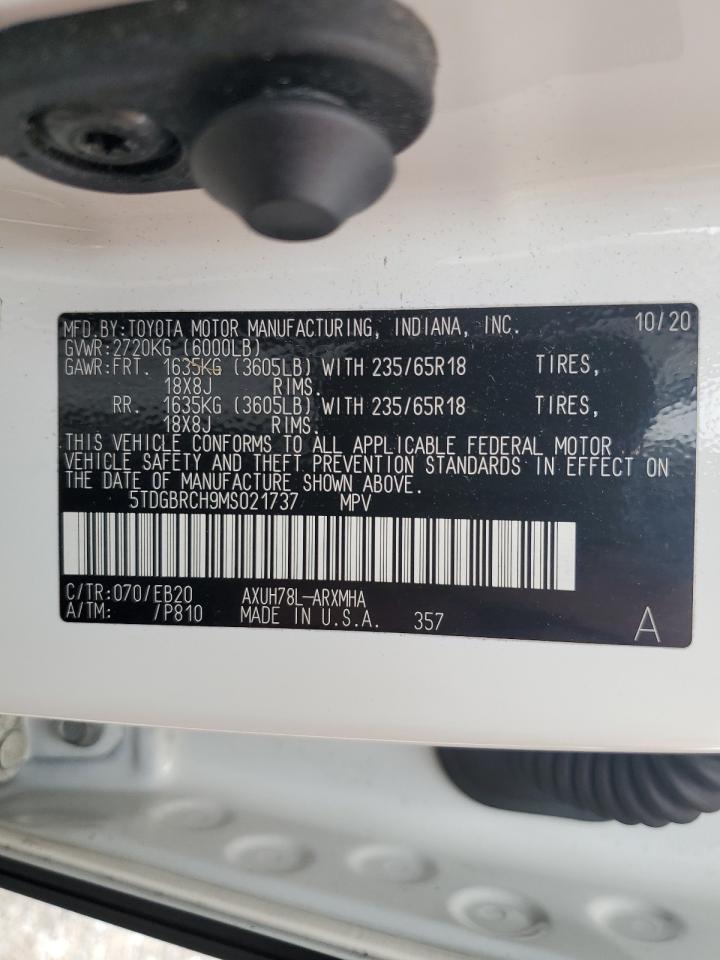 MFD.BY:TOYOTA MOTOR MANUFACTURING, INDIANA, INC. 10/20
GVWR:2720KG (6000LB)
GAWR:FRT. 1635KG (3605LB) WITH 235/65R18 TIRES,
18X8J RIMS.
RR. 1635KG (3605LB) WITH 235/65R18 TIRES,
18X8J RIMS.
THIS VEHICLE CONFORMS TO ALL APPLICABLE FEDERAL MOTOR
VEHICLE SAFETY AND THEFT PREVENTION STANDARDS IN EFFECT ON
THE DATE OF MANUFACTURE SHOWN ABOVE.
5TDGBRCH9MS021737 MPV
C/TR:070/EB20 AXUH78L-ARXMHA
A/TM: /P810 MADE IN U.S.A. 357 A